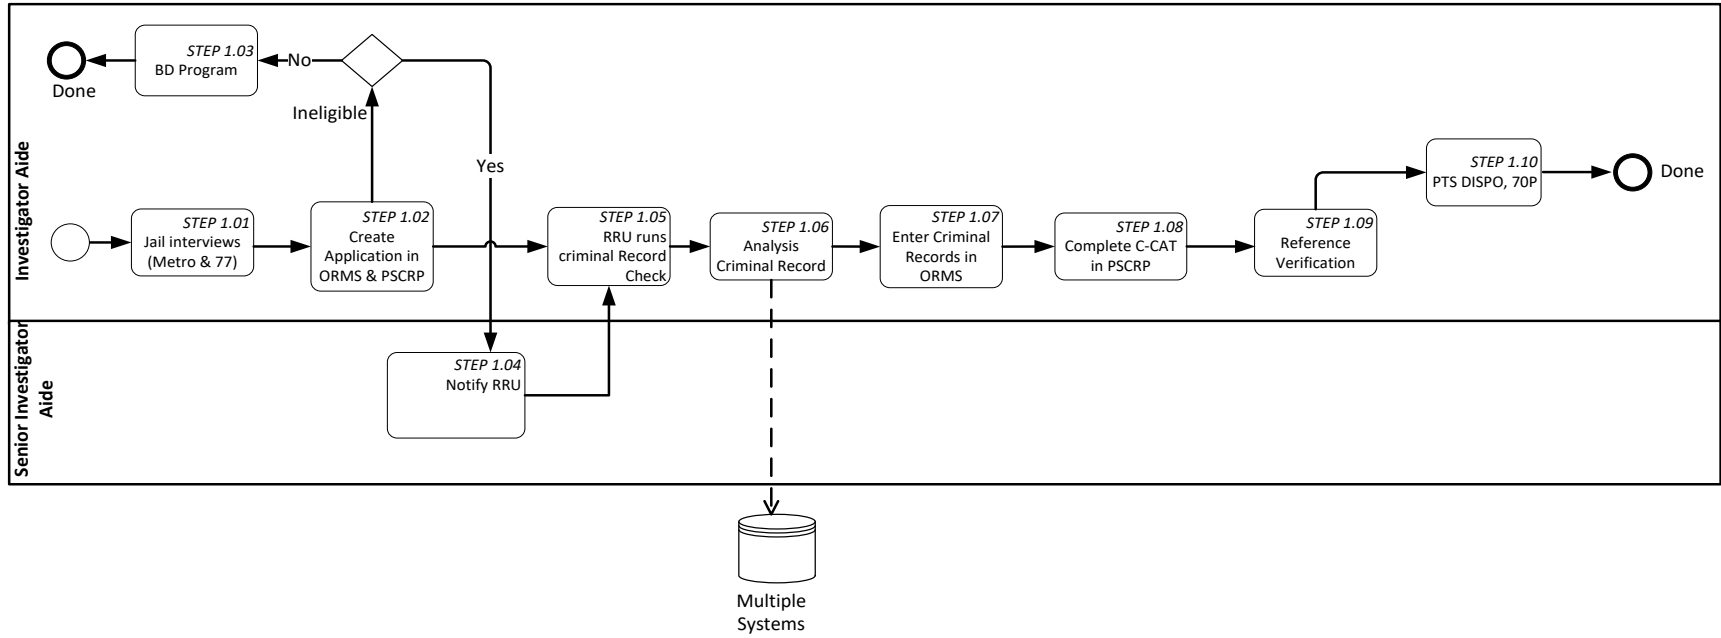 Investigator Aide
STEP 1.03
BD Program
Done
No
Ineligible
Yes
STEP 1.01
Jail interviews
(Metro & 77)
STEP 1.02
Create
Application in
ORMS & PSCRP
STEP 1.05
RRU runs
criminal Record
Check
STEP 1.06
Analysis
Criminal Record
STEP 1.07
Enter Criminal
Records in
ORMS
STEP 1.08
Complete C-CAT
in PSCRP
STEP 1.09
Reference
Verification
STEP 1.10
PTS DISPO, 70P
Done
Senior Investigator
Aide
STEP 1.04
Notify RRU
Multiple
Systems